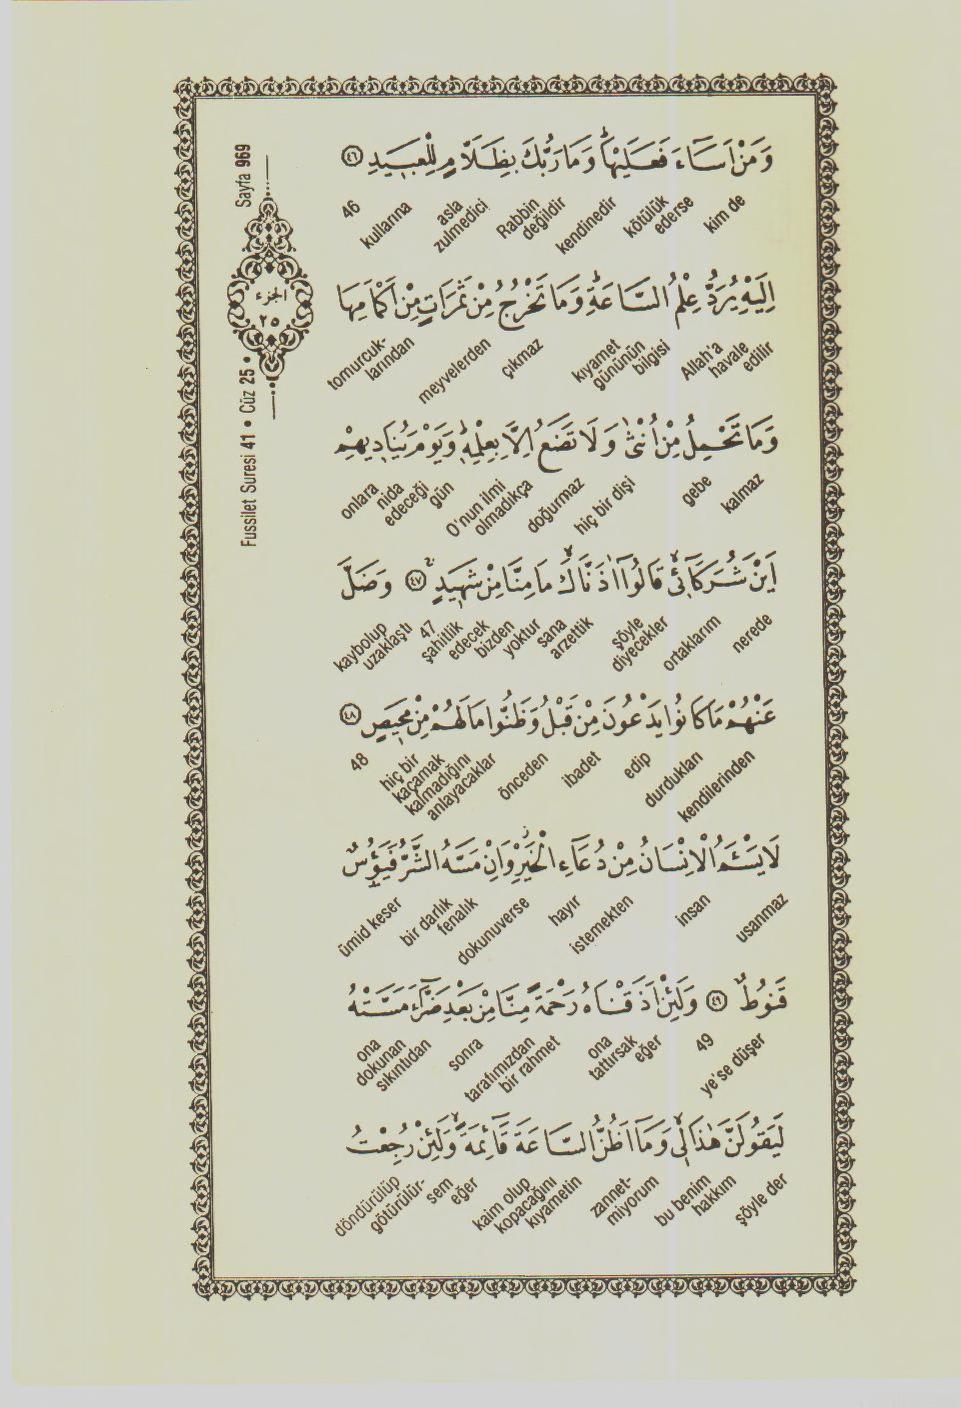 Sayfa 969
الجزء
٢٥
Fussilet Suresi 41 • Cüz 25 •
وَمَنْ اَسَٓاءَ فَعَلَيْهَاۜ وَمَا رَبُّكَ بِظَلَّامٍ لِلْعَب۪يدِ ﴿٤٦﴾
kim de kötülük ederse kendinedir Rabbin değildir asla zulmedici kullarına 46
اِلَيْهِ يُرَدُّ عِلْمُ السَّاعَةِۜ وَمَا تَخْرُجُ مِنْ ثَمَرَاتٍ مِنْ اَكْمَامِهَا
Allah'a havale edilir kıyamet gününün bilgisi çıkmaz meyvelerden tomurcuk-larından
وَمَا تَحْمِلُ مِنْ اُنْثٰى وَلَا تَضَعُ اِلَّا بِعِلْمِه۪ۜ وَيَوْمَ يُنَاد۪يهِمْ
kalmaz gebe hiç bir dişi doğurmaz O'nun ilmi olmadıkça gün nida edeceği onlara
اَيْنَ شُرَكَٓاء۪يۙ قَالُٓوا اٰذَنَّاكَۙ مَا مِنَّا مِنْ شَه۪يدٍۚ ﴿٤٧﴾ وَضَلَّ
nerede ortaklarım şöyle diyecekler sana arzettik yoktur bizden şahitlik edecek 47 kaybolup uzaklaştı
عَنْهُمْ مَا كَانُوا يَدْعُونَ مِنْ قَبْلُ وَظَنُّوا مَا لَهُمْ مِنْ مَح۪يصٍ ﴿٤٨﴾
kendilerinden durdukları edip ibadet önceden anlayacaklar kalmadığını kaçamak hiç bir 48
لَا يَسْـَٔمُ الْاِنْسَانُ مِنْ دُعَٓاءِ الْخَيْرِۘ وَاِنْ مَسَّهُ الشَّرُّ فَيَؤُ۫سٌ
usanmaz insan istemekten hayır dokunuverse bir darlık fenalık ümid keser
قَنُوطٌ ﴿٤٩﴾ وَلَئِنْ اَذَقْنَاهُ رَحْمَةً مِنَّا مِنْ بَعْدِ ضَرَّٓاءَ مَسَّتْهُ
ye'se düşer 49 eğer ona tattırsak tarafımızdan bir rahmet sonra ona dokunan sıkıntıdan
لَيَقُولَنَّ هٰذَا ل۪يۙ وَمَٓا اَظُنُّ السَّاعَةَ قَٓائِمَةًۙ وَلَئِنْ رُجِعْتُ
şöyle der bu benim hakkım zannet-miyorum kıyametin kaim olup kopacağını eğer döndürülüp götürülür-sem